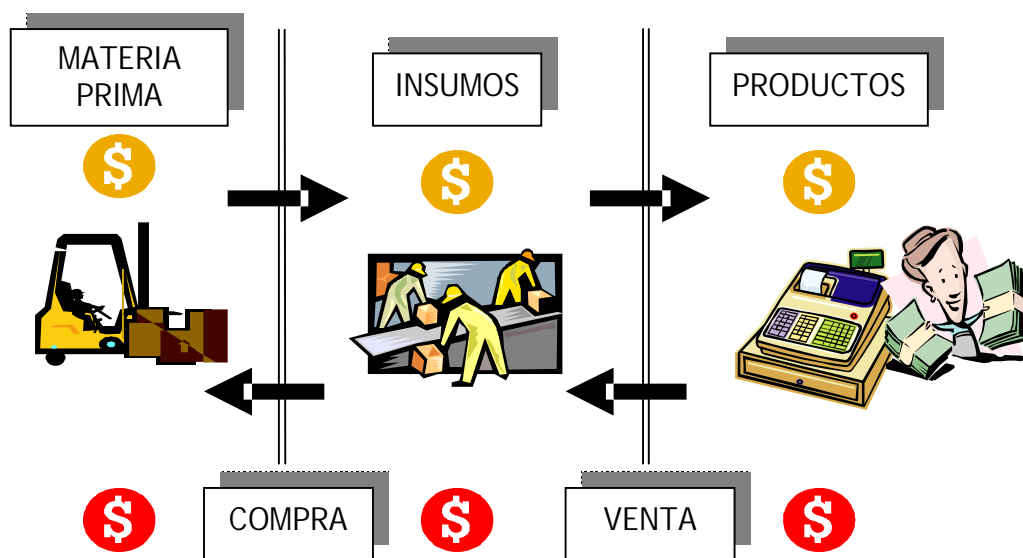 MATERIA
PRIMA
INSUMOS
PRODUCTOS
$
$
$
$
COMPRA
$
VENTA
$